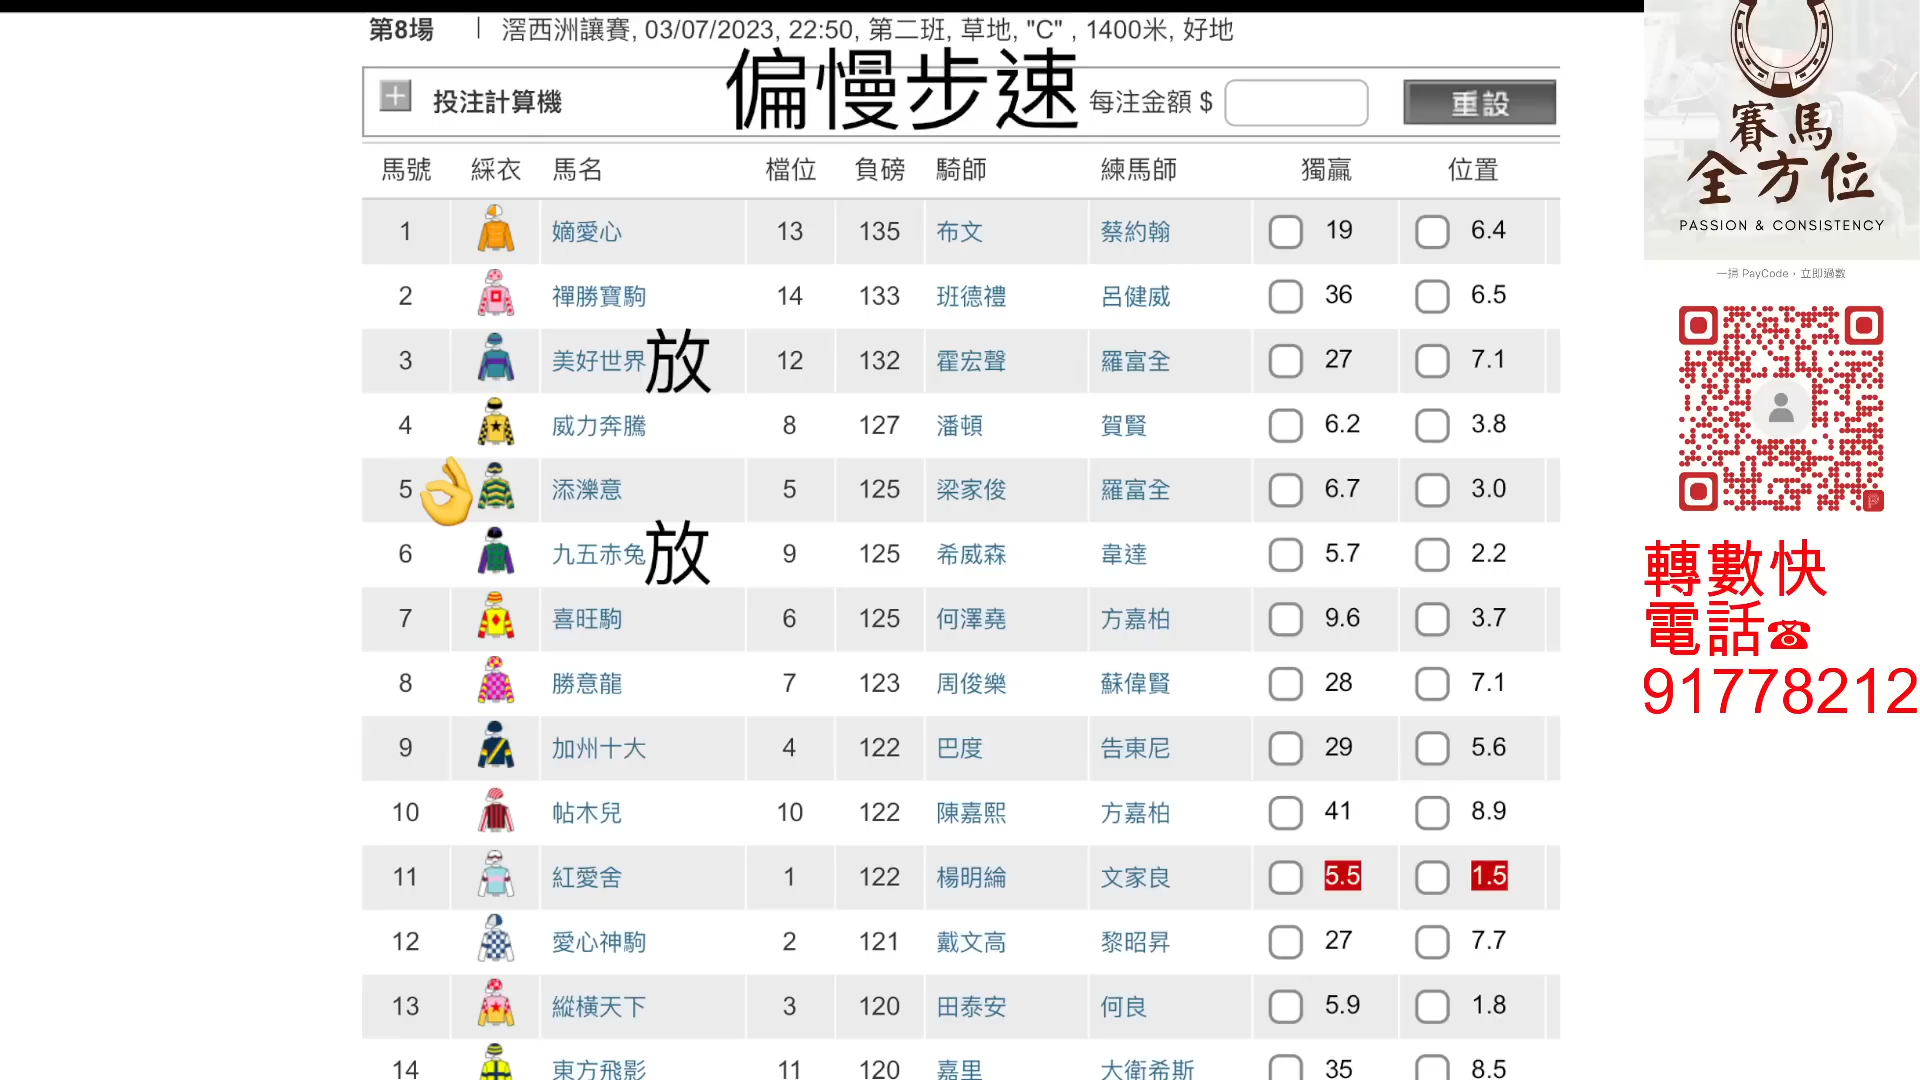 第8場 | 滘西洲讓賽, 03/07/2023, 22:50, 第二班, 草地, "C" , 1400米, 好地
投注計算機 偏慢步速 每注金額 $ 重設
馬號 綵衣 馬名 檔位 負磅 騎師 練馬師 獨贏 位置
1 嫡愛心 13 135 布文 蔡約翰 19 6.4
2 禪勝寶駒 14 133 班德禮 呂健威 36 6.5
3 美好世界 放 12 132 霍宏聲 羅富全 27 7.1
4 威力奔騰 8 127 潘頓 賀賢 6.2 3.8
5 添濼意 5 125 梁家俊 羅富全 6.7 3.0
6 九五赤兔 放 9 125 希威森 韋達 5.7 2.2
7 喜旺駒 6 125 何澤堯 方嘉柏 9.6 3.7
8 勝意龍 7 123 周俊樂 蘇偉賢 28 7.1
9 加州十大 4 122 巴度 告東尼 29 5.6
10 帖木兒 10 122 陳嘉熙 方嘉柏 41 8.9
11 紅愛舍 1 122 楊明綸 文家良 5.5 1.5
12 愛心神駒 2 121 戴文高 黎昭昇 27 7.7
13 縱橫天下 3 120 田泰安 何良 5.9 1.8
14 東方飛影 11 120 嘉里 大衛希斯 35 8.5
賽馬
全方位
PASSION & CONSISTENCY
一掃 PayCode，立即過數
轉數快
電話☎
91778212